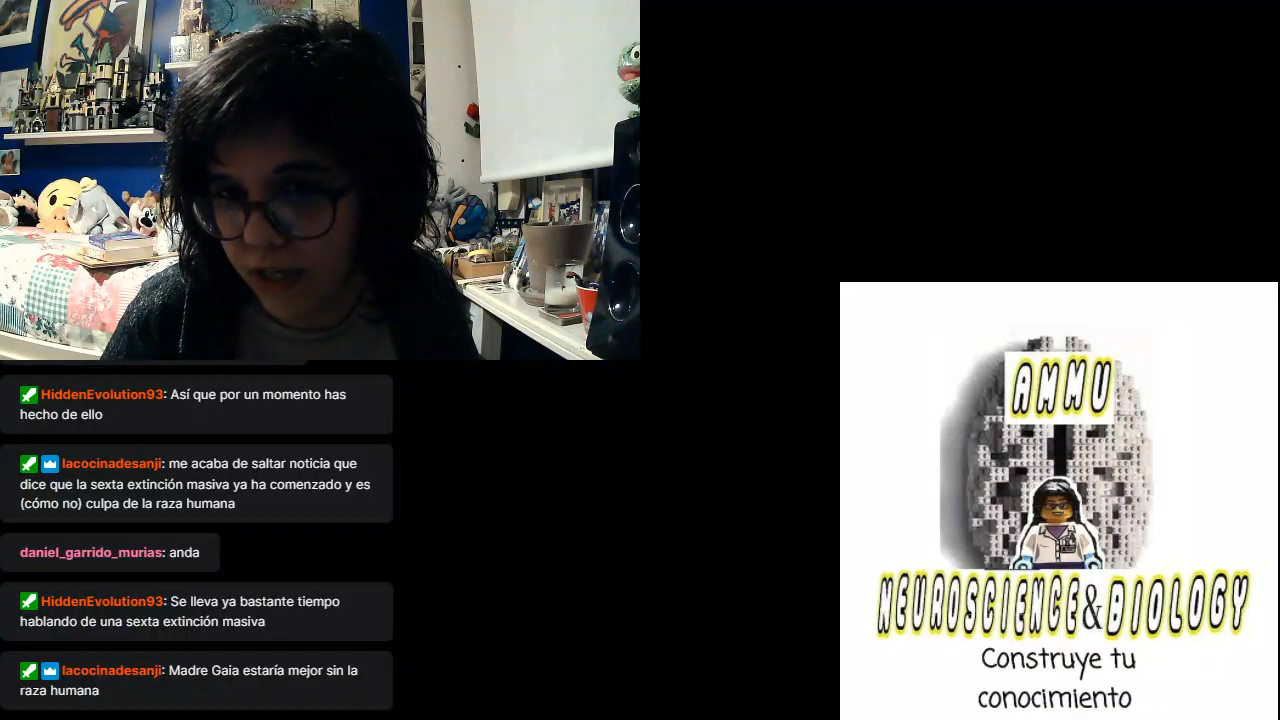 HiddenEvolution93: Así que por un momento has
hecho de ello
lacocinadesanji: me acaba de saltar noticia que
dice que la sexta extinción masiva ya ha comenzado y es
(cómo no) culpa de la raza humana
daniel_garrido_murias: anda
HiddenEvolution93: Se lleva ya bastante tiempo
hablando de una sexta extinción masiva
lacocinadesanji: Madre Gaia estaría mejor sin la
raza humana
AMMU
NEUROSCIENCE&BIOLOGY
Construye tu
conocimiento